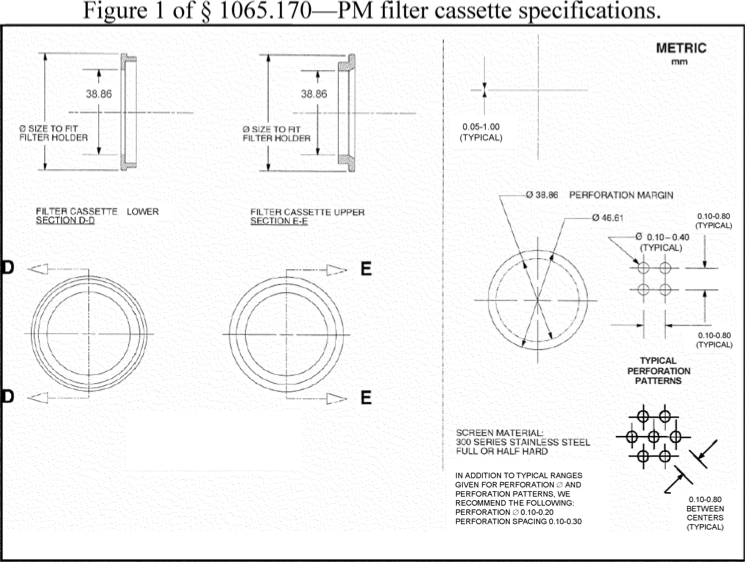 Figure 1 of § 1065.170—PM filter cassette specifications.
METRIC
mm
38.86
Ø SIZE TO FIT
FILTER HOLDER
38.86
Ø SIZE TO FIT
FILTER HOLDER
0.05-1.00
(TYPICAL)
FILTER CASSETTE LOWER
SECTION D-D
FILTER CASSETTE UPPER
SECTION E-E
Ø 38.86 PERFORATION MARGIN
Ø 46.61
0.10-0.80
(TYPICAL)
Ø 0.10–0.40
(TYPICAL)
D
E
0.10-0.80
(TYPICAL)
TYPICAL
PERFORATION
PATTERNS
D
E
SCREEN MATERIAL:
300 SERIES STAINLESS STEEL
FULL OR HALF HARD
IN ADDITION TO TYPICAL RANGES
GIVEN FOR PERFORATION ∅ AND
PERFORATION PATTERNS, WE
RECOMMEND THE FOLLOWING:
PERFORATION ∅ 0.10-0.20
PERFORATION SPACING 0.10-0.30
0.10-0.80
BETWEEN
CENTERS
(TYPICAL)